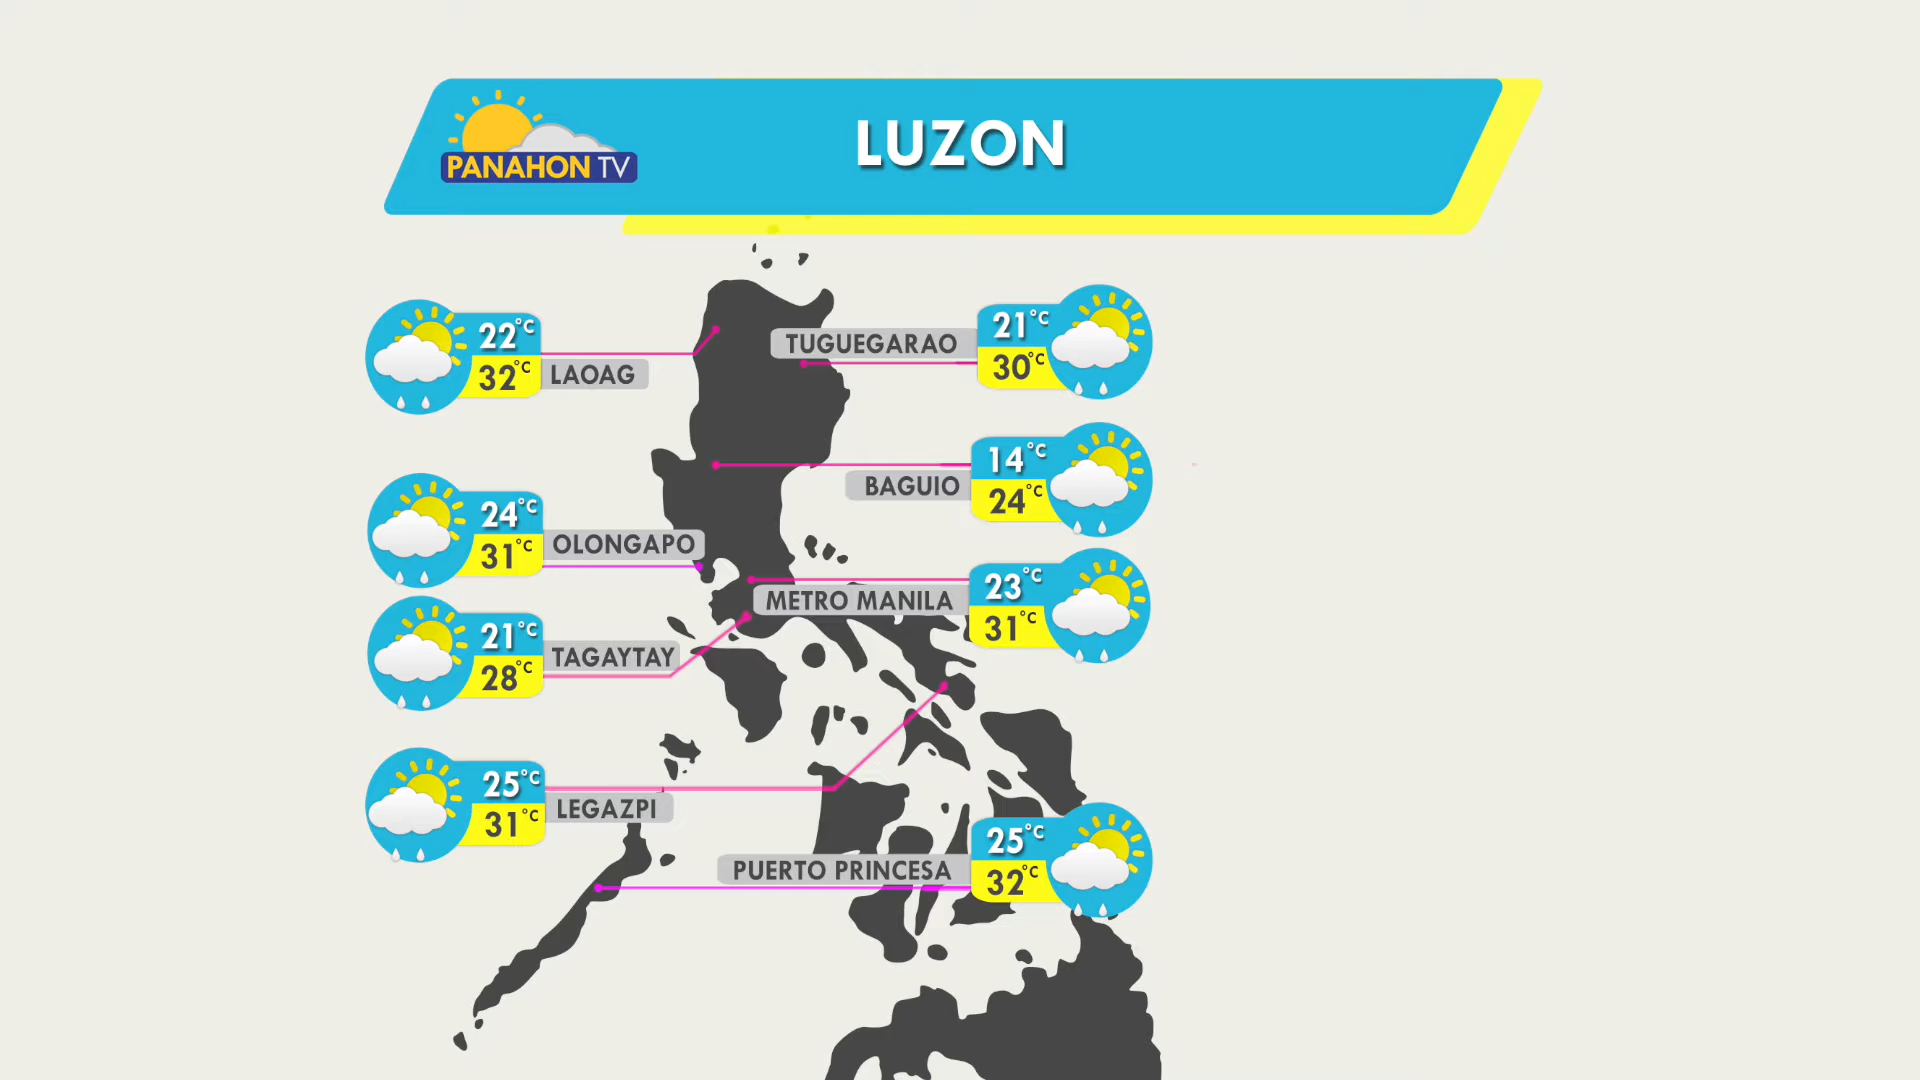 LUZON
PANAHON TV
22°C
32°C
LAOAG
TUGUEGARAO
21°C
30°C
14°C
24°C
BAGUIO
24°C
31°C
OLONGAPO
METRO MANILA
23°C
31°C
21°C
28°C
TAGAYTAY
25°C
31°C
LEGAZPI
PUERTO PRINCESA
25°C
32°C